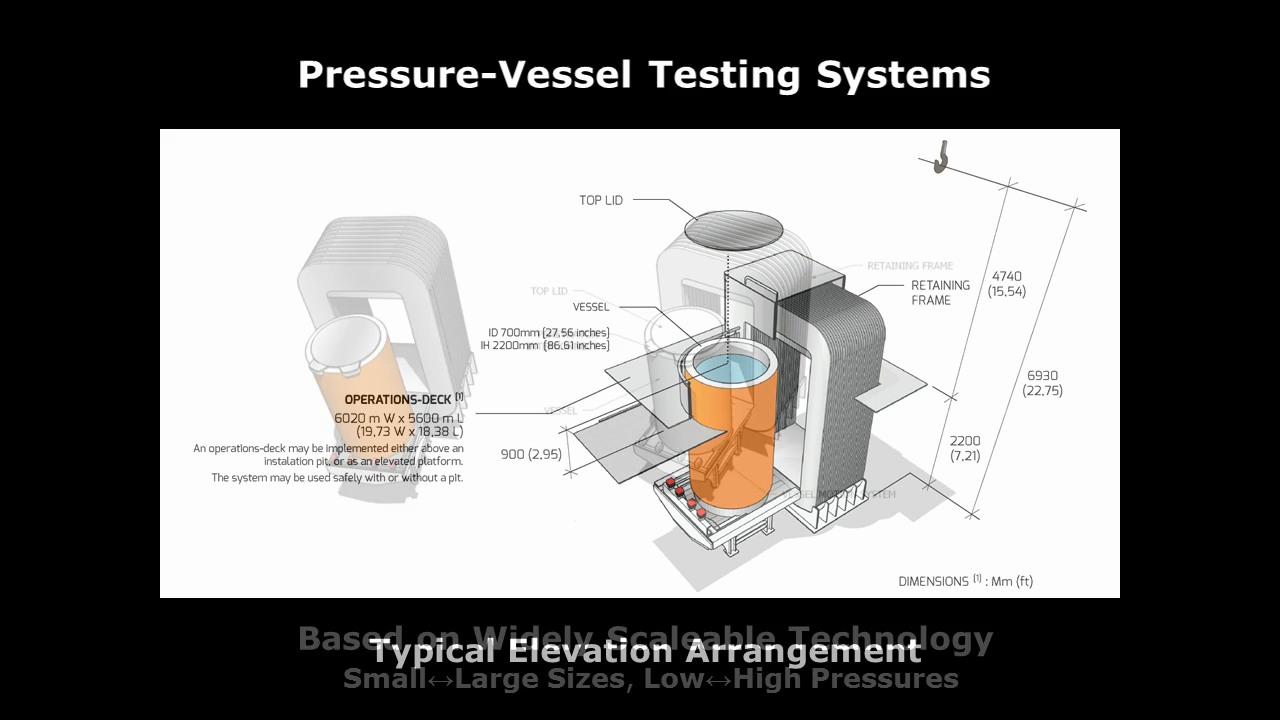 Pressure-Vessel Testing Systems
TOP LID
RETAINING FRAME
4740
(15,54)
RETAINING
FRAME
TOP LID
VESSEL
ID 700mm (27,56 inches)
IH 2200mm (86,61 inches)
6930
(22,75)
OPERATIONS-DECK [1]
6020 m W x 5600 m L
(19,73 W x 18,38 L)
VESSEL
An operations-deck may be implemented either above an
instalation pit, or as an elevated platform.
The system may be used safely with or without a pit.
900 (2,95)
2200
(7,21)
DIMENSIONS [1] : Mm (ft)
Based on Widely Scaleable Technology
Typical Elevation Arrangement
Small↔Large Sizes, Low↔High Pressures